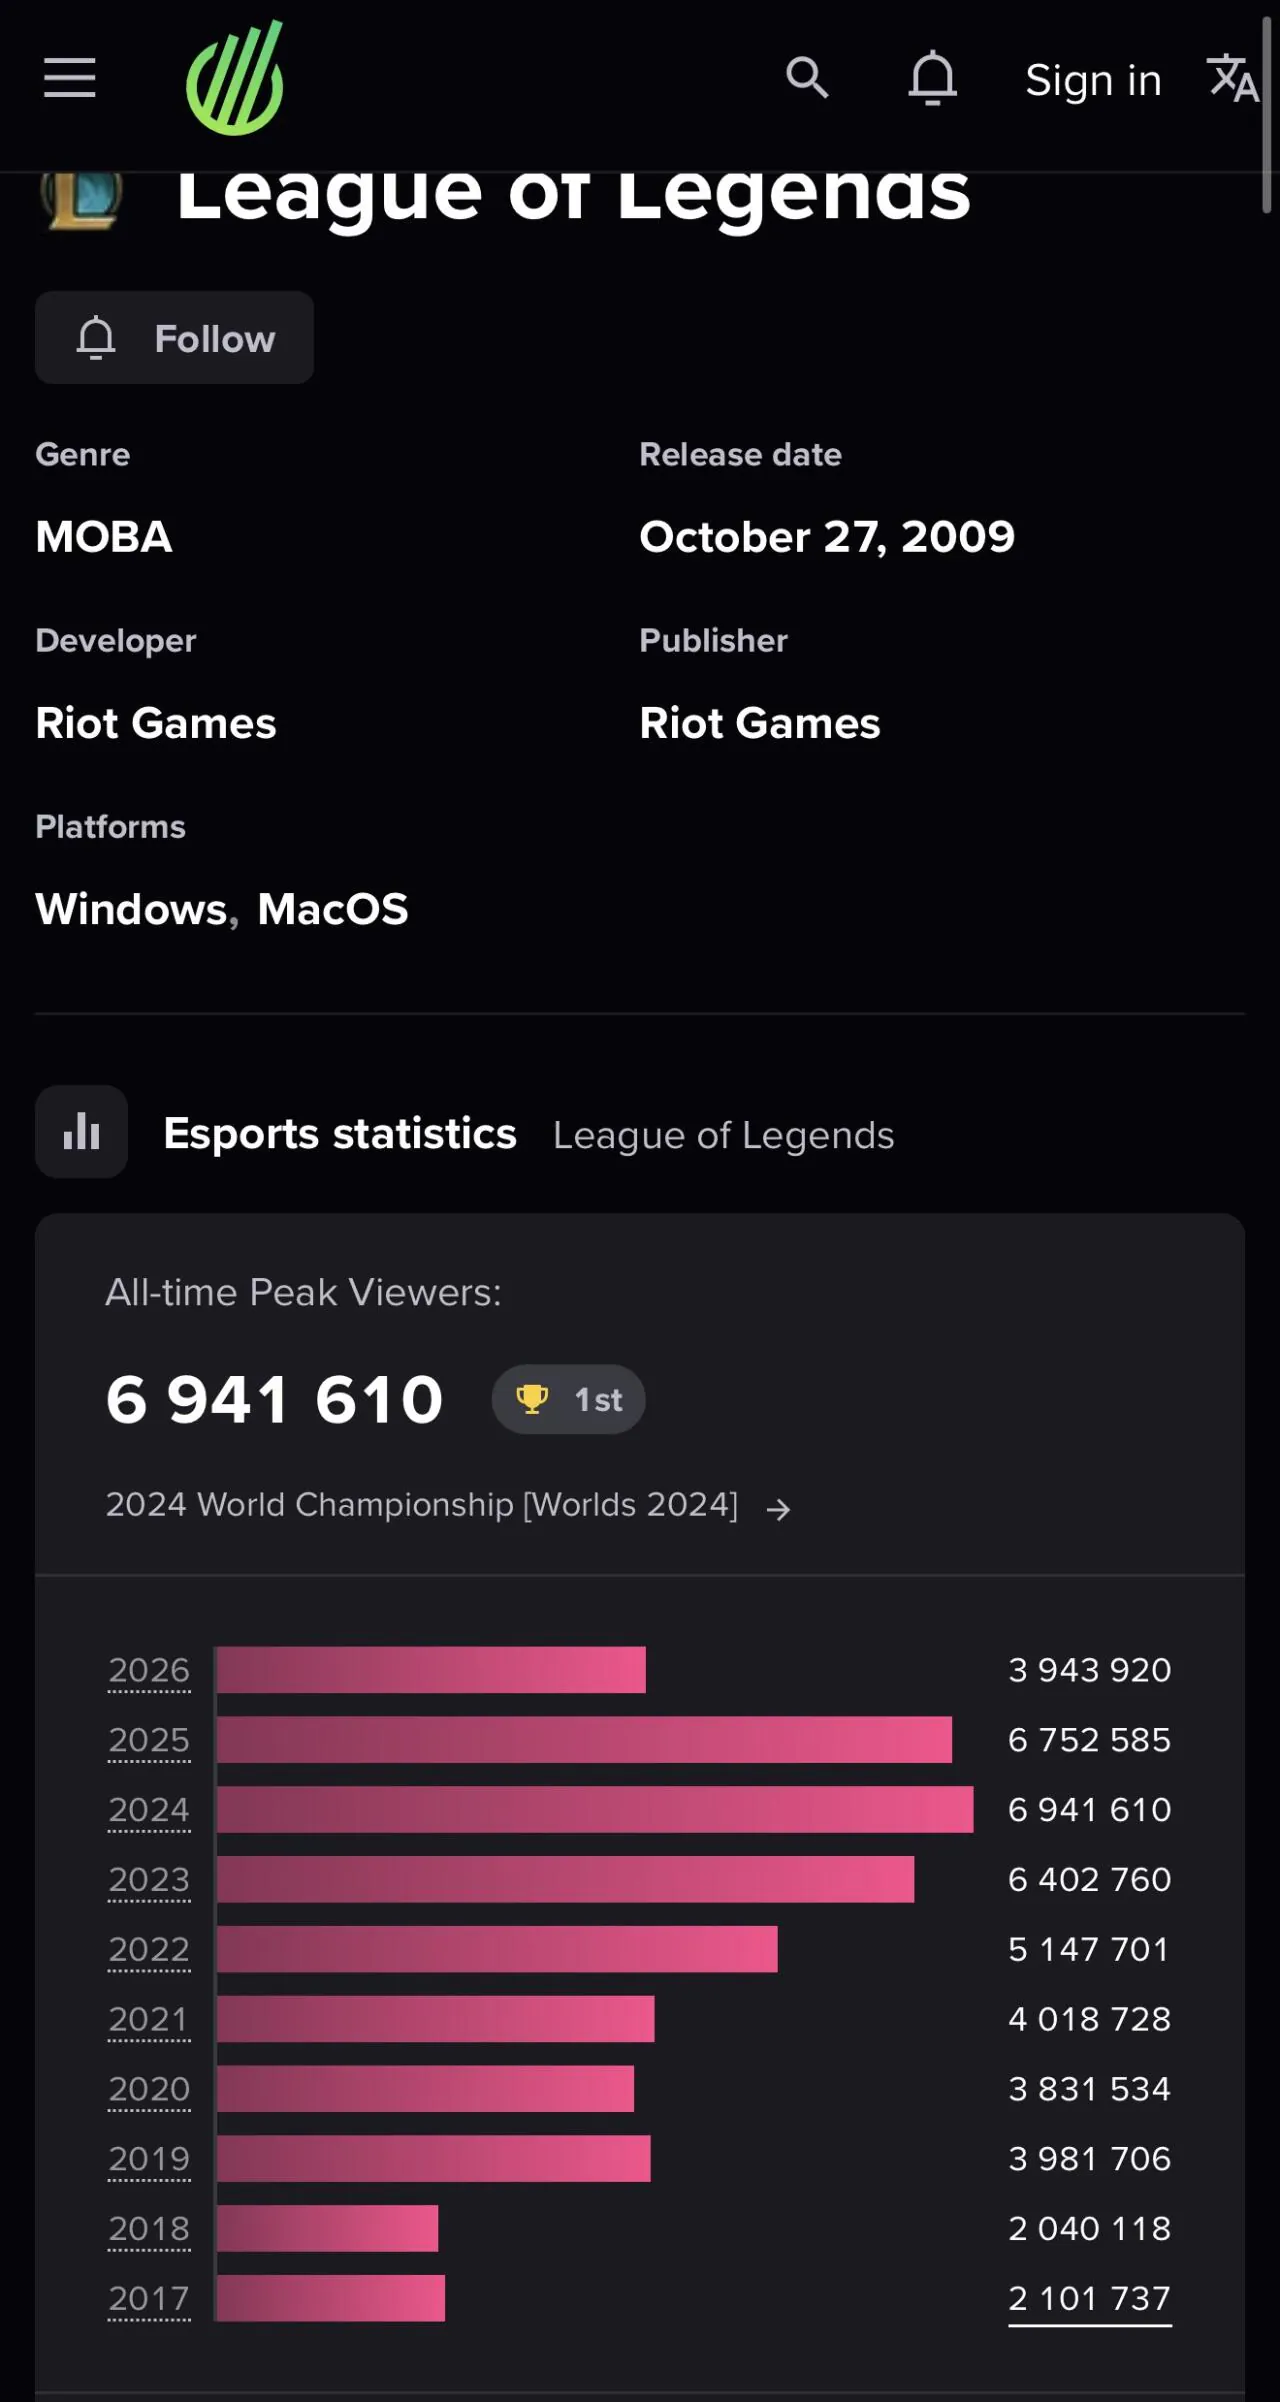 Sign in
League of Legends
Follow
Genre
Release date
MOBA
October 27, 2009
Developer
Publisher
Riot Games
Riot Games
Platforms
Windows, MacOS
Esports statistics League of Legends
All-time Peak Viewers:
6 941 610 1st
2024 World Championship [Worlds 2024] →
2026 3 943 920
2025 6 752 585
2024 6 941 610
2023 6 402 760
2022 5 147 701
2021 4 018 728
2020 3 831 534
2019 3 981 706
2018 2 040 118
2017 2 101 737